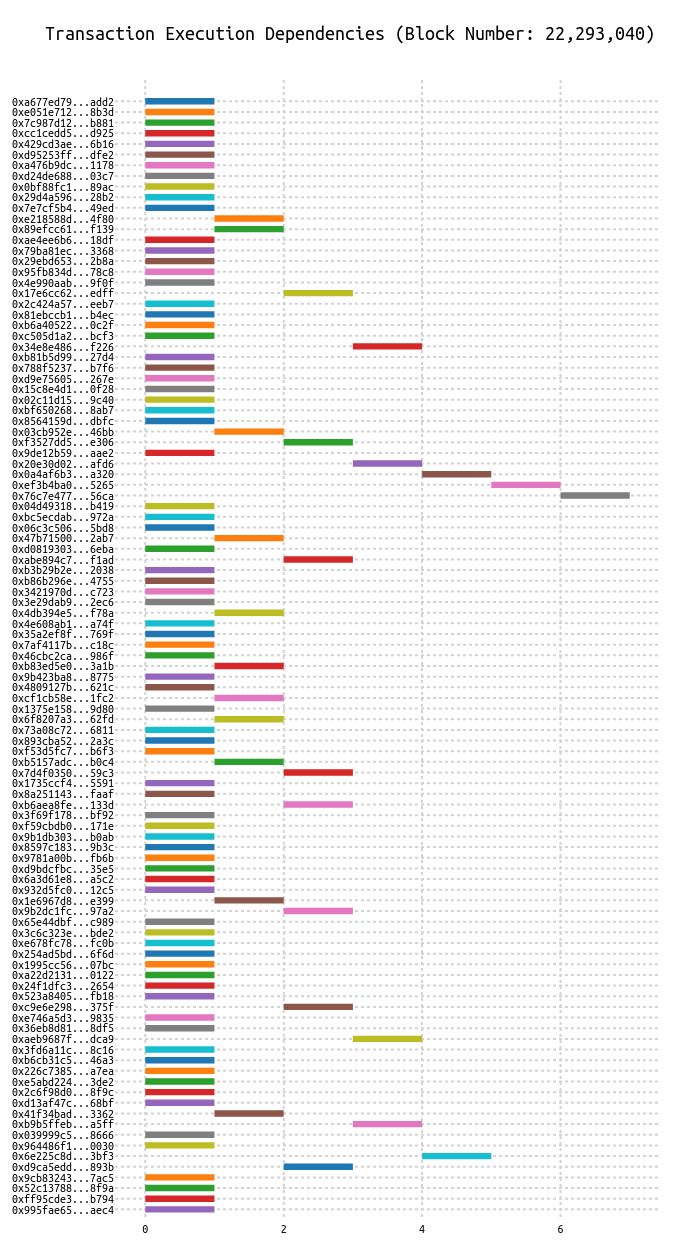 Transaction Execution Dependencies (Block Number: 22,293,040)
0xa677ed79...add2
0xe051e712...8b3d
0x7c987d12...b881
0xcc1cedd5...d925
0x429cd3ae...6b16
0xd95253ff...dfe2
0xa476b9dc...1178
0xd24de688...03c7
0x0bf88fc1...89ac
0x29d4a596...28b2
0x7e7cf5b4...49ed
0xe218588d...4f80
0x89efcc61...f139
0xae4ee6b6...18df
0x79ba81ec...3368
0x29ebd653...2b8a
0x95fb834d...78c8
0x4e990aab...9f0f
0x17e6cc62...edff
0x2c424a57...eeb7
0x81ebccb1...b4ec
0xb6a40522...0c2f
0xc505d1a2...bcf3
0x34e8e486...f226
0xb81b5d99...27d4
0x788f5237...b7f6
0xd9e75605...267e
0x15c8e4d1...0f28
0x02c11d15...9c40
0xbf650268...8ab7
0x8564159d...dbfc
0x03cb952e...46bb
0xf3527dd5...e306
0x9de12b59...aae2
0x20e30d02...afd6
0x0a4af6b3...a320
0xef3b4ba0...5265
0x76c7e477...56ca
0x04d49318...b419
0xbc5ecdab...972a
0x06c3c506...5bd8
0x47b71500...2ab7
0xd0819303...6eba
0xabe894c7...f1ad
0xb3b29b2e...2038
0xb86b296e...4755
0x3421970d...c723
0x3e29dab9...2ec6
0x4db394e5...f78a
0x4e608ab1...a74f
0x35a2ef8f...769f
0x7af4117b...c18c
0x46cbc2ca...986f
0xb83ed5e0...3a1b
0x9b423ba8...8775
0x4809127b...621c
0xcf1cb58e...1fc2
0x1375e158...9d80
0x6f8207a3...62fd
0x73a08c72...6811
0x893cba52...2a3c
0xf53d5fc7...b6f3
0xb5157adc...b0c4
0x7d4f0350...59c3
0x1735ccf4...5591
0x8a251143...faaf
0xb6aea8fe...133d
0x3f69f178...bf92
0xf59cbdb0...171e
0x9b1db303...b0ab
0x8597c183...9b3c
0x9781a00b...fb6b
0xd9bdcfbc...35e5
0x6a3d61e8...a5c2
0x932d5fc0...12c5
0x1e6967d8...e399
0x9b2dc1fc...97a2
0x65e44dbf...c989
0x3c6c323e...bde2
0xe678fc78...fc0b
0x254ad5bd...6f6d
0x1995cc56...07bc
0xa22d2131...0122
0x24f1dfc3...2654
0x523a8405...fb18
0xc9e6e298...375f
0xe746a5d3...9835
0x36eb8d81...8df5
0xaeb9687f...dca9
0x3fd6a11c...8c16
0xb6cb31c5...46a3
0x226c7385...a7ea
0xe5abd224...3de2
0x2c6f98d0...8f9c
0xd13af47c...68bf
0x41f34bad...3362
0xb9b5ffeb...a5ff
0x039999c5...8666
0x964486f1...0030
0x6e225c8d...3bf3
0xd9ca5edd...893b
0x9cb83243...7ac5
0x52c13788...8f9a
0xff95cde3...b794
0x995fae65...aec4
0 2 4 6